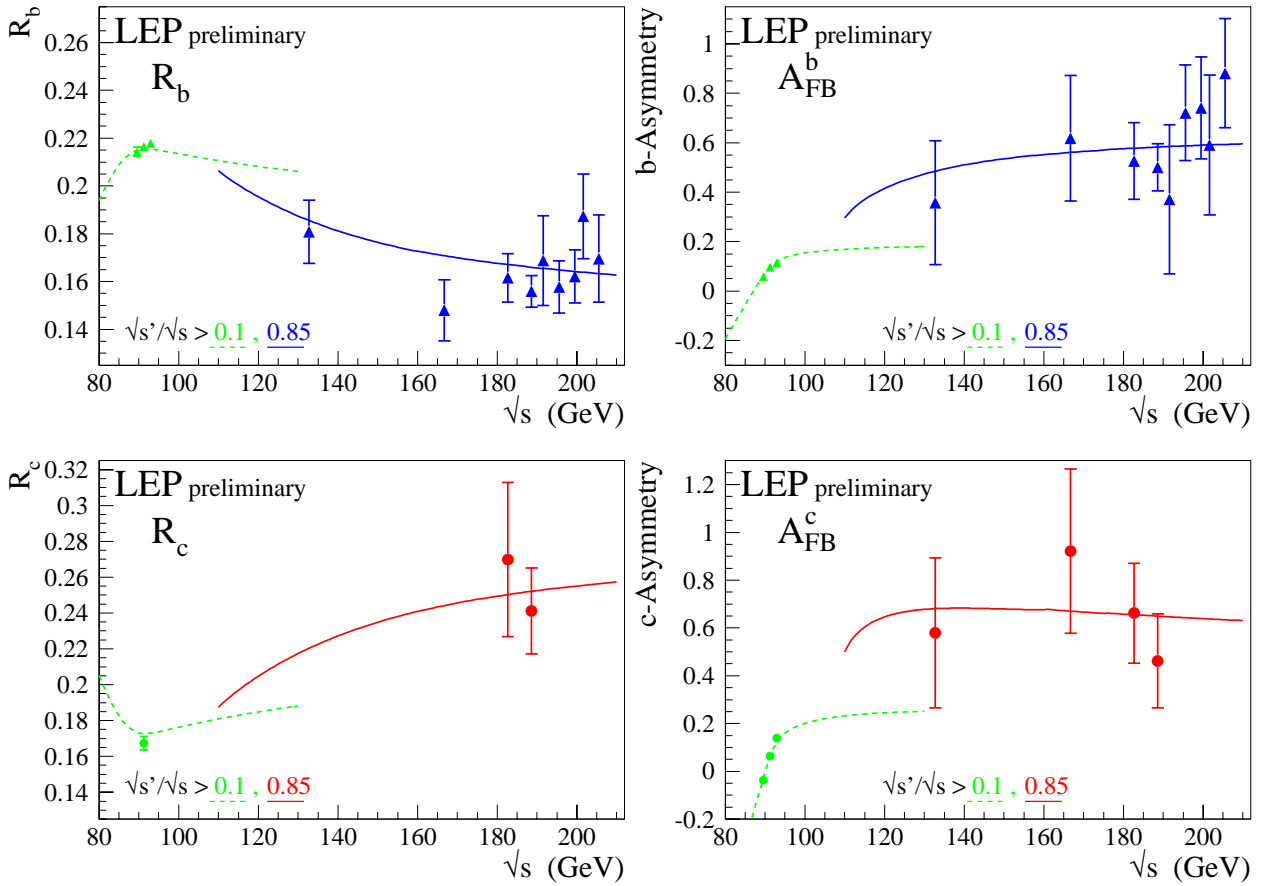 R_b
0.26
0.24
0.22
0.2
0.18
0.16
0.14
LEP preliminary
R_b
√s’/√s > 0.1 , 0.85
80 100 120 140 160 180 200
√s (GeV)
b-Asymmetry
1
0.8
0.6
0.4
0.2
0
-0.2
LEP preliminary
A_FB^b
√s’/√s > 0.1 , 0.85
80 100 120 140 160 180 200
√s (GeV)
R_c
0.32
0.3
0.28
0.26
0.24
0.22
0.2
0.18
0.16
0.14
LEP preliminary
R_c
√s’/√s > 0.1 , 0.85
80 100 120 140 160 180 200
√s (GeV)
c-Asymmetry
1.2
1
0.8
0.6
0.4
0.2
0
-0.2
LEP preliminary
A_FB^c
√s’/√s > 0.1 , 0.85
80 100 120 140 160 180 200
√s (GeV)